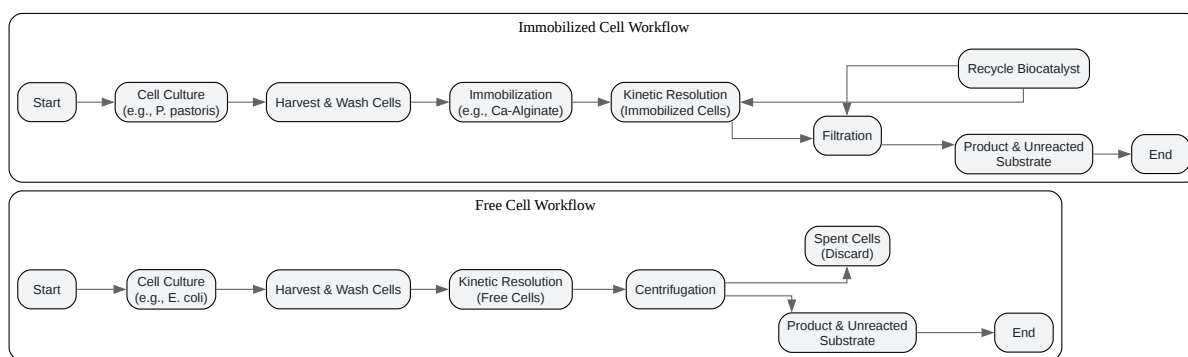 Immobilized Cell Workflow
Start
Cell Culture
(e.g., P. pastoris)
Harvest & Wash Cells
Immobilization
(e.g., Ca-Alginate)
Kinetic Resolution
(Immobilized Cells)
Recycle Biocatalyst
Filtration
Product & Unreacted
Substrate
End
Free Cell Workflow
Start
Cell Culture
(e.g., E. coli)
Harvest & Wash Cells
Kinetic Resolution
(Free Cells)
Centrifugation
Spent Cells
(Discard)
Product & Unreacted
Substrate
End